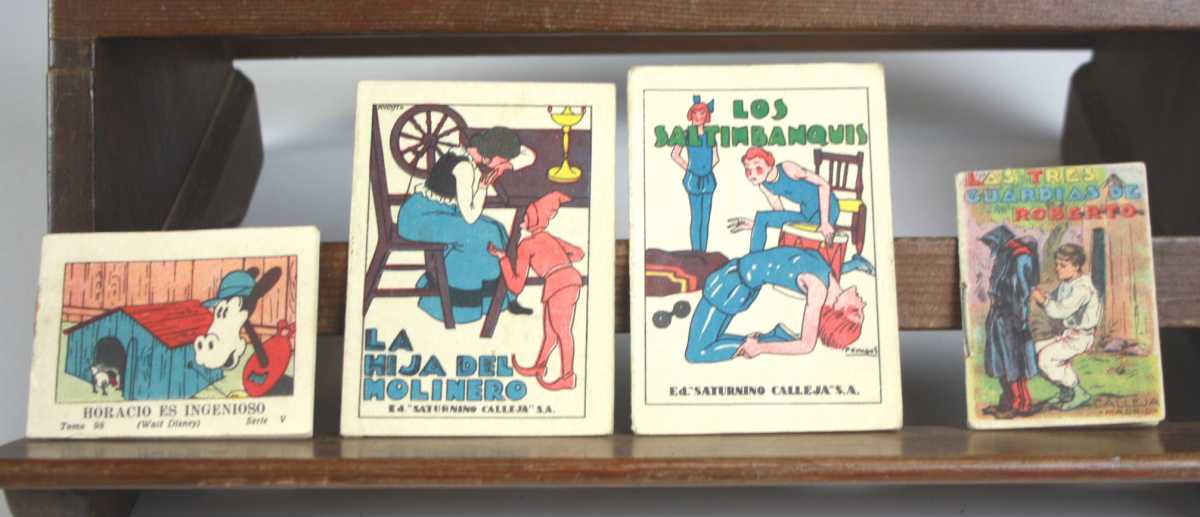 HORACIO ES INGENIOSO
Tomo 98 (Walt Disney) Serie V
LA
HIJA DEL
MOLINERO
Ed. "SATURNINO CALLEJA" S.A.
LOS
SALTIMBANQUIS
Penagos
Ed. "SATURNINO CALLEJA" S.A.
LAS TRES
GUARDIAS DE
ROBERTO
CALLEJA
MADRID